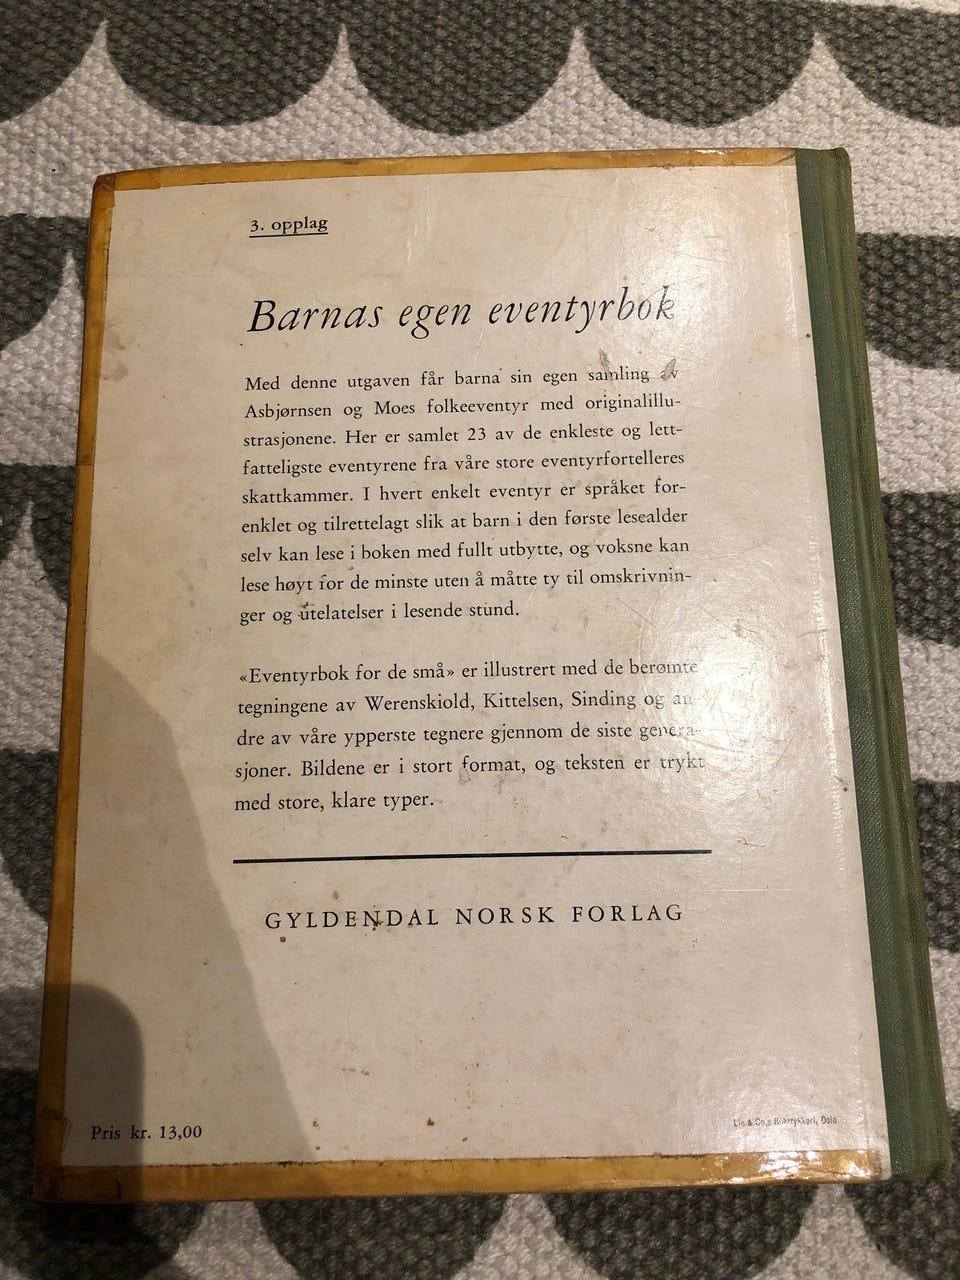 3. opplag
Barnas egen eventyrbok
Med denne utgaven får barna sin egen samling av
Asbjørnsen og Moes folkeeventyr med originalillu-
strasjonene. Her er samlet 23 av de enkleste og lett-
fatteligste eventyrene fra våre store eventyrfortelleres
skattkammer. I hvert enkelt eventyr er språket for-
enklet og tilrettelagt slik at barn i den første lesealder
selv kan lese i boken med fullt utbytte, og voksne kan
lese høyt for de minste uten å måtte ty til omskrivnin-
ger og utelatelser i lesende stund.
«Eventyrbok for de små» er illustrert med de berømte
tegningene av Werenskiold, Kittelsen, Sinding og an-
dre av våre ypperste tegnere gjennom de siste genera-
sjoner. Bildene er i stort format, og teksten er trykt
med store, klare typer.
GYLDENDAL NORSK FORLAG
Pris kr. 13,00
Lie & Co.s Boktrykkeri, Oslo